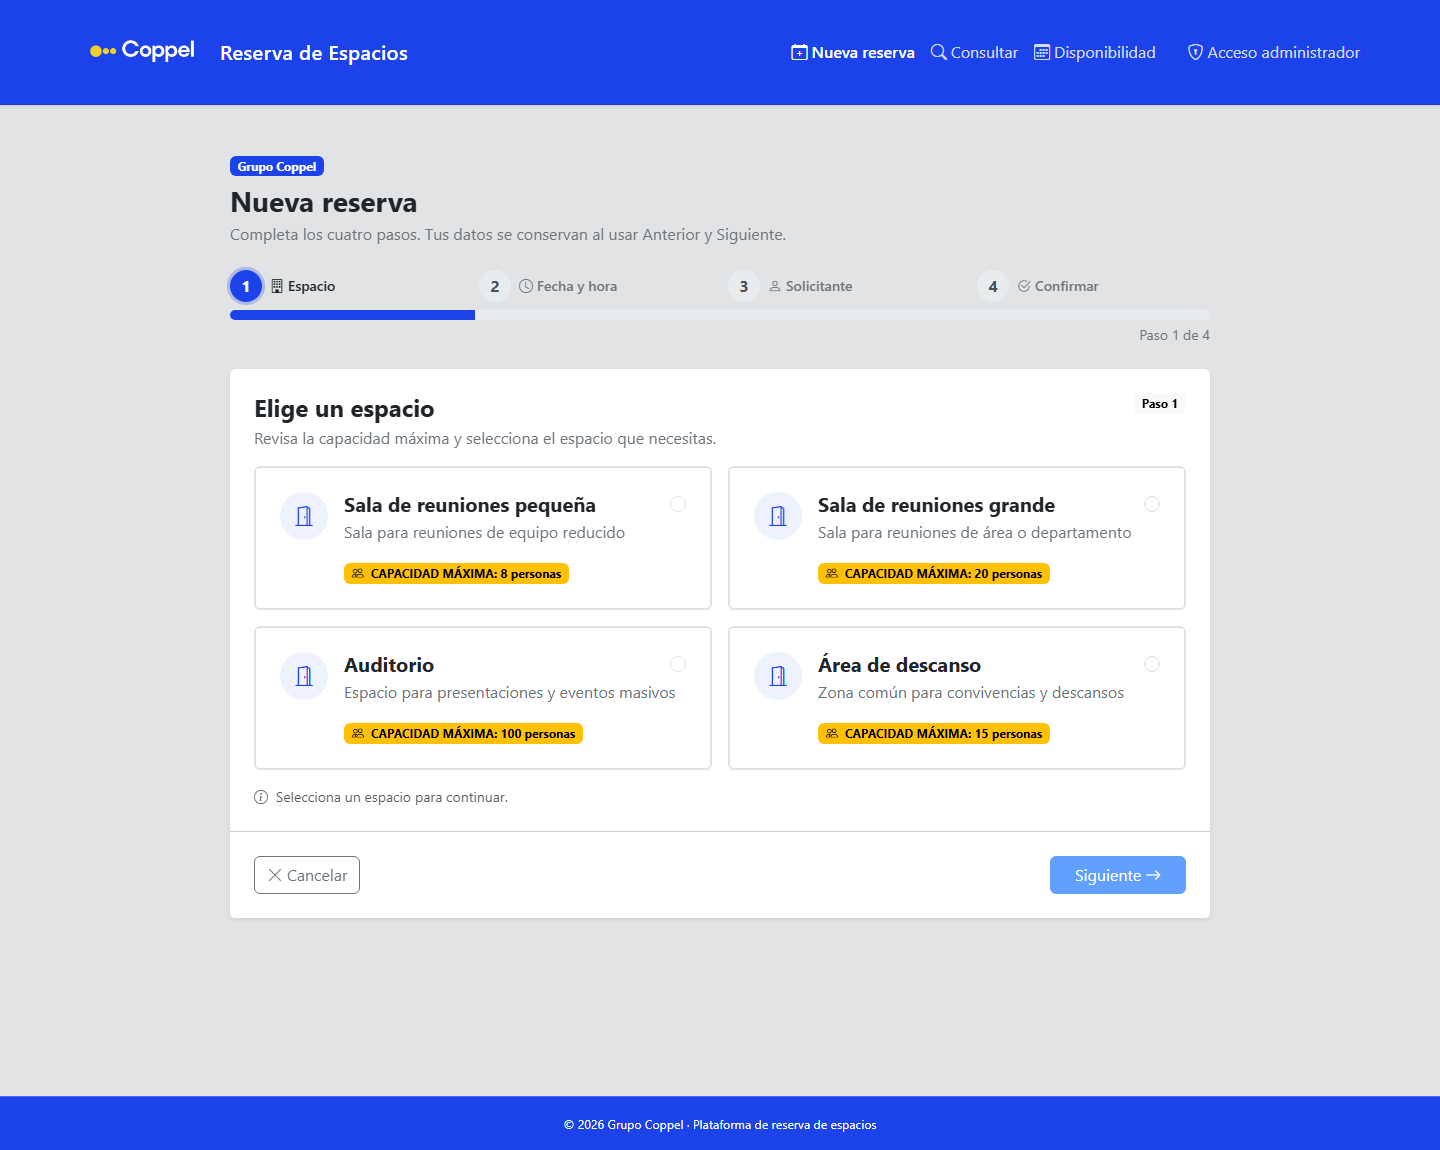 Coppel
Reserva de Espacios
Nueva reserva
Consultar
Disponibilidad
Acceso administrador
Grupo Coppel
Nueva reserva
Completa los cuatro pasos. Tus datos se conservan al usar Anterior y Siguiente.
1 Espacio
2 Fecha y hora
3 Solicitante
4 Confirmar
Paso 1 de 4
Elige un espacio
Paso 1
Revisa la capacidad máxima y selecciona el espacio que necesitas.
Sala de reuniones pequeña
Sala para reuniones de equipo reducido
CAPACIDAD MÁXIMA: 8 personas
Sala de reuniones grande
Sala para reuniones de área o departamento
CAPACIDAD MÁXIMA: 20 personas
Auditorio
Espacio para presentaciones y eventos masivos
CAPACIDAD MÁXIMA: 100 personas
Área de descanso
Zona común para convivencias y descansos
CAPACIDAD MÁXIMA: 15 personas
Selecciona un espacio para continuar.
Cancelar
Siguiente →
© 2026 Grupo Coppel · Plataforma de reserva de espacios